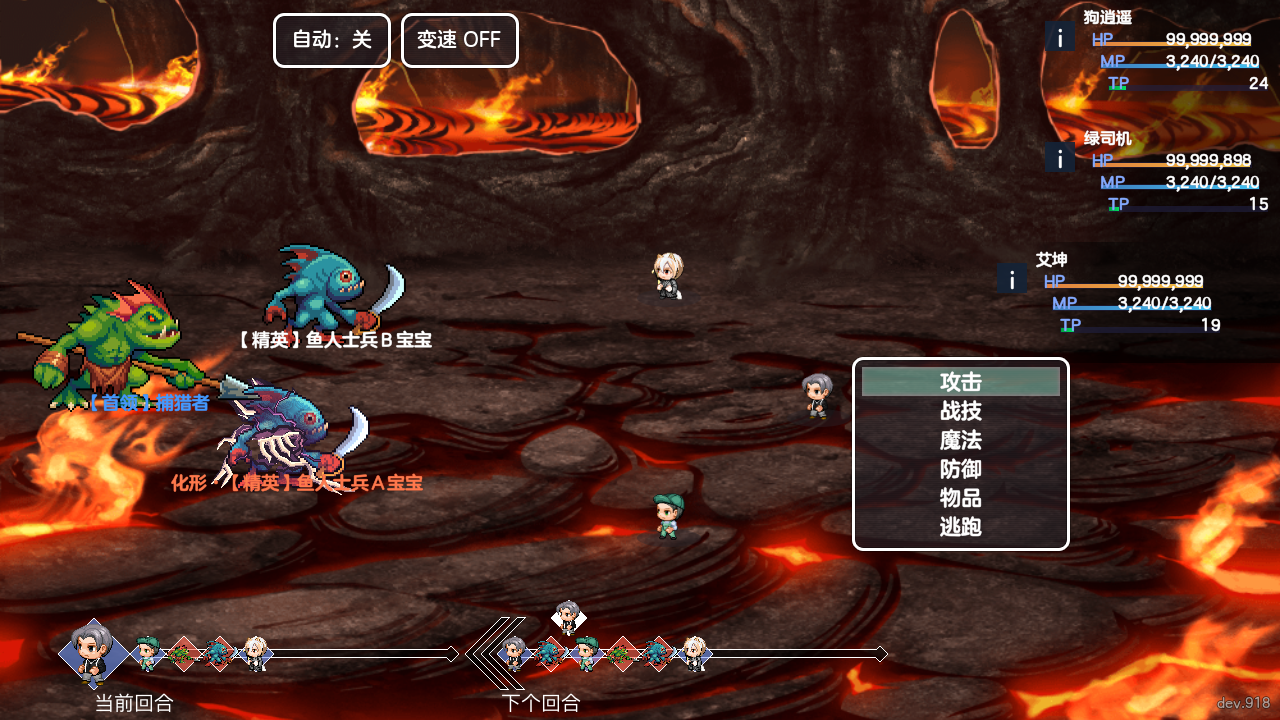 自动：关
变速 OFF
狗逍遥
i
HP 99,999,999
MP 3,240/3,240
TP 24
绿司机
i
HP 99,999,898
MP 3,240/3,240
TP 15
艾坤
i
HP 99,999,999
MP 3,240/3,240
TP 19
【精英】鱼人士兵B宝宝
【首领】捕猎者
化形·【精英】鱼人士兵A宝宝
攻击
战技
魔法
防御
物品
逃跑
当前回合
下个回合
dev.918